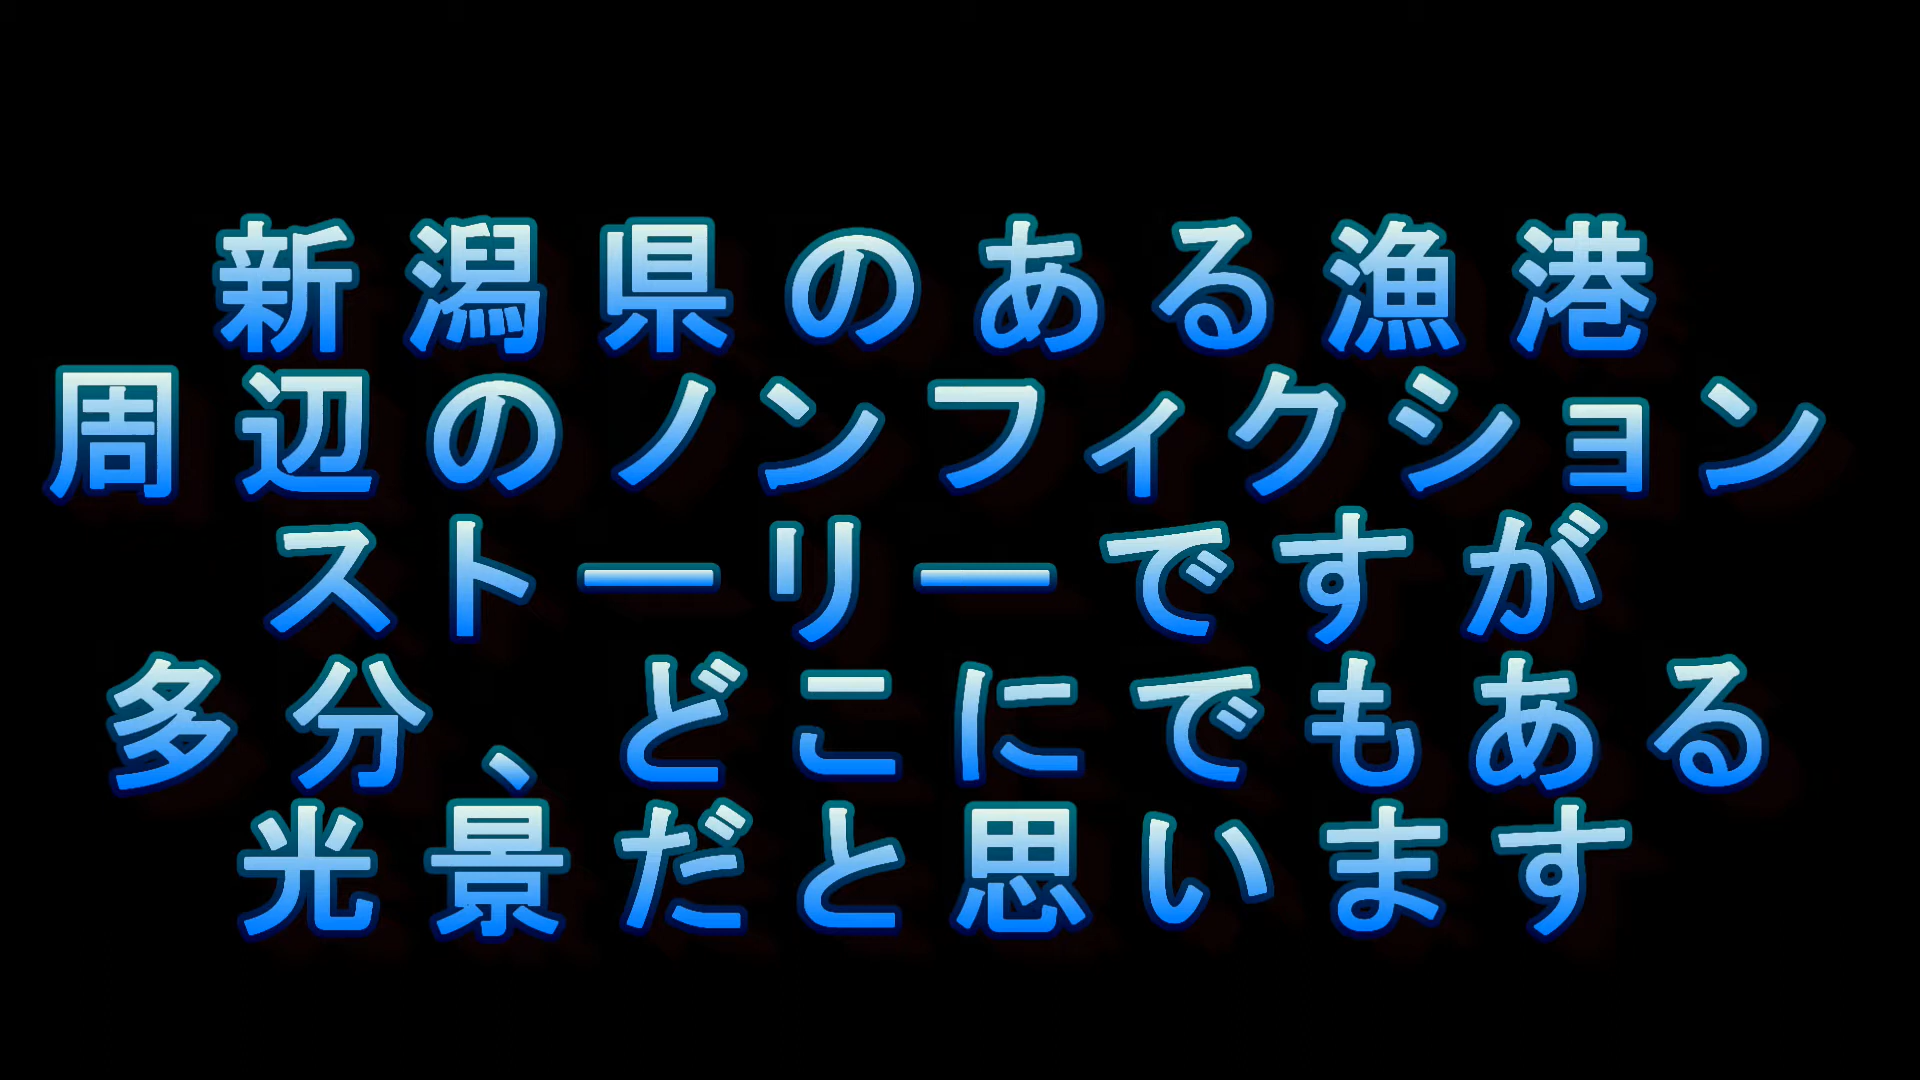 新潟県のある漁港
周辺のノンフィクション
ストーリーですが
多分、どこにでもある
光景だと思います